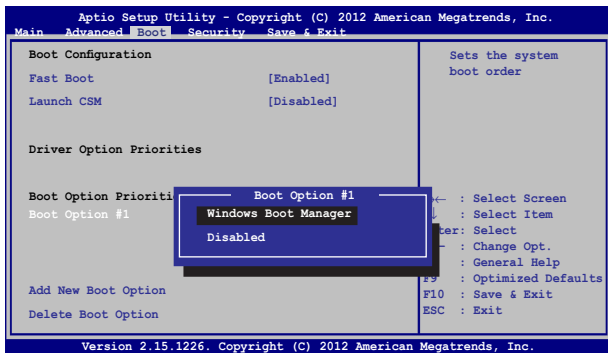 Aptio Setup Utility - Copyright (C) 2012 American Megatrends, Inc.
Main Advanced Boot Security Save & Exit
Boot Configuration
Fast Boot [Enabled]
Launch CSM [Disabled]
Driver Option Priorities
Boot Option Prioriti
Boot Option #1
Add New Boot Option
Delete Boot Option
Boot Option #1
Windows Boot Manager
Disabled
Sets the system
boot order
← : Select Screen
↓ : Select Item
ter: Select
- : Change Opt.
: General Help
F9 : Optimized Defaults
F10 : Save & Exit
ESC : Exit
Version 2.15.1226. Copyright (C) 2012 American Megatrends, Inc.